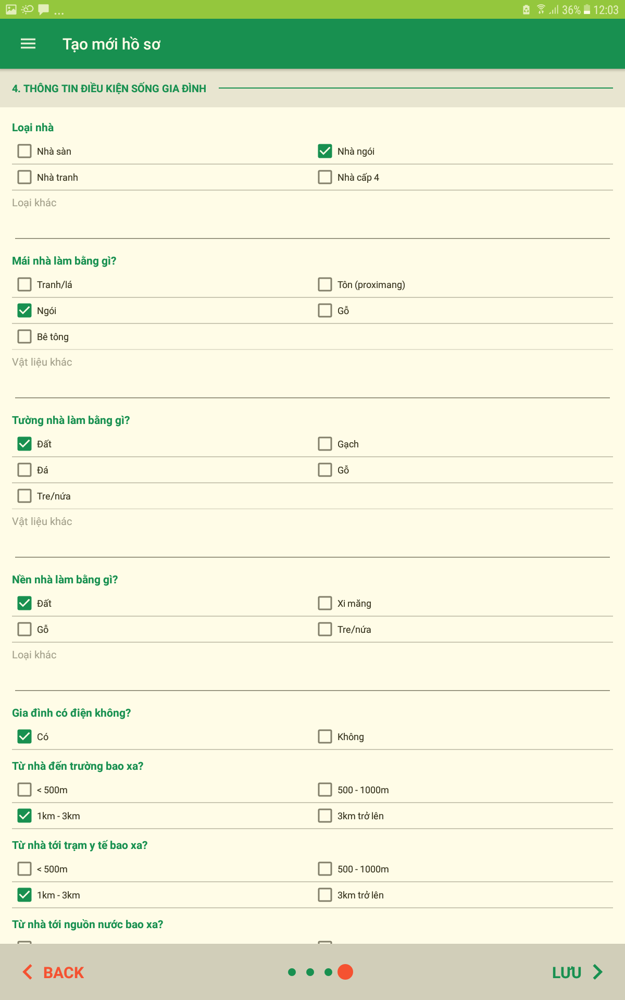 ... 36% 12:03
Tạo mới hồ sơ
4. THÔNG TIN ĐIỀU KIỆN SỐNG GIA ĐÌNH
Loại nhà
Nhà sàn Nhà ngói
Nhà tranh Nhà cấp 4
Loại khác
Mái nhà làm bằng gì?
Tranh/lá Tôn (proximang)
Ngói Gỗ
Bê tông
Vật liệu khác
Tường nhà làm bằng gì?
Đất Gạch
Đá Gỗ
Tre/nứa
Vật liệu khác
Nền nhà làm bằng gì?
Đất Xi măng
Gỗ Tre/nứa
Loại khác
Gia đình có điện không?
Có Không
Từ nhà đến trường bao xa?
< 500m 500 - 1000m
1km - 3km 3km trở lên
Từ nhà tới trạm y tế bao xa?
< 500m 500 - 1000m
1km - 3km 3km trở lên
Từ nhà tới nguồn nước bao xa?
BACK LƯU